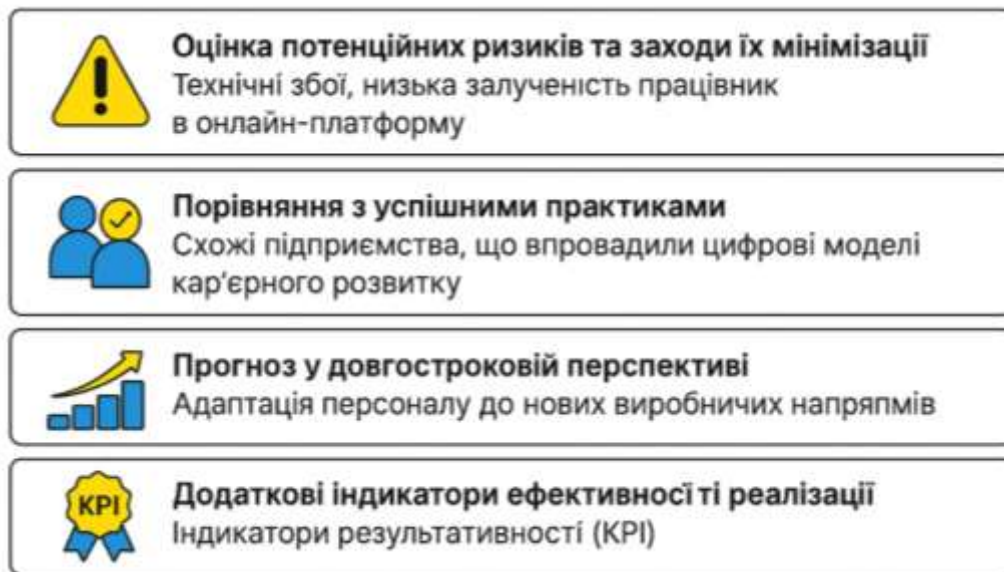 Оцінка потенційних ризиків та заходи їх мінімізації
Технічні збої, низька залученість працівник
в онлайн-платформу
Порівняння з успішними практиками
Схожі підприємства, що впровадили цифрові моделі
кар’єрного розвитку
Прогноз у довгостроковій перспективі
Адаптація персоналу до нових виробничих напряпмів
KPI
Додаткові індикатори ефективносї ті реалізації
Індикатори результативності (KPI)